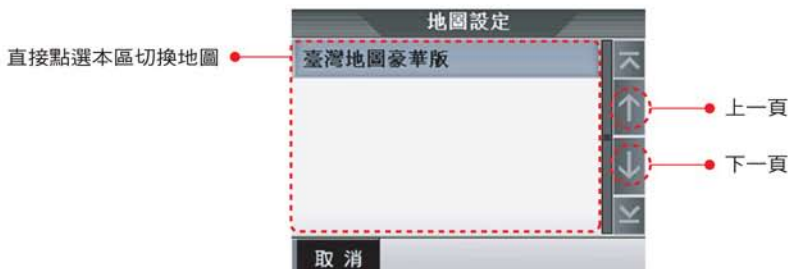 地圖設定
直接點選本區切換地圖
臺灣地圖豪華版
上一頁
下一頁
取消